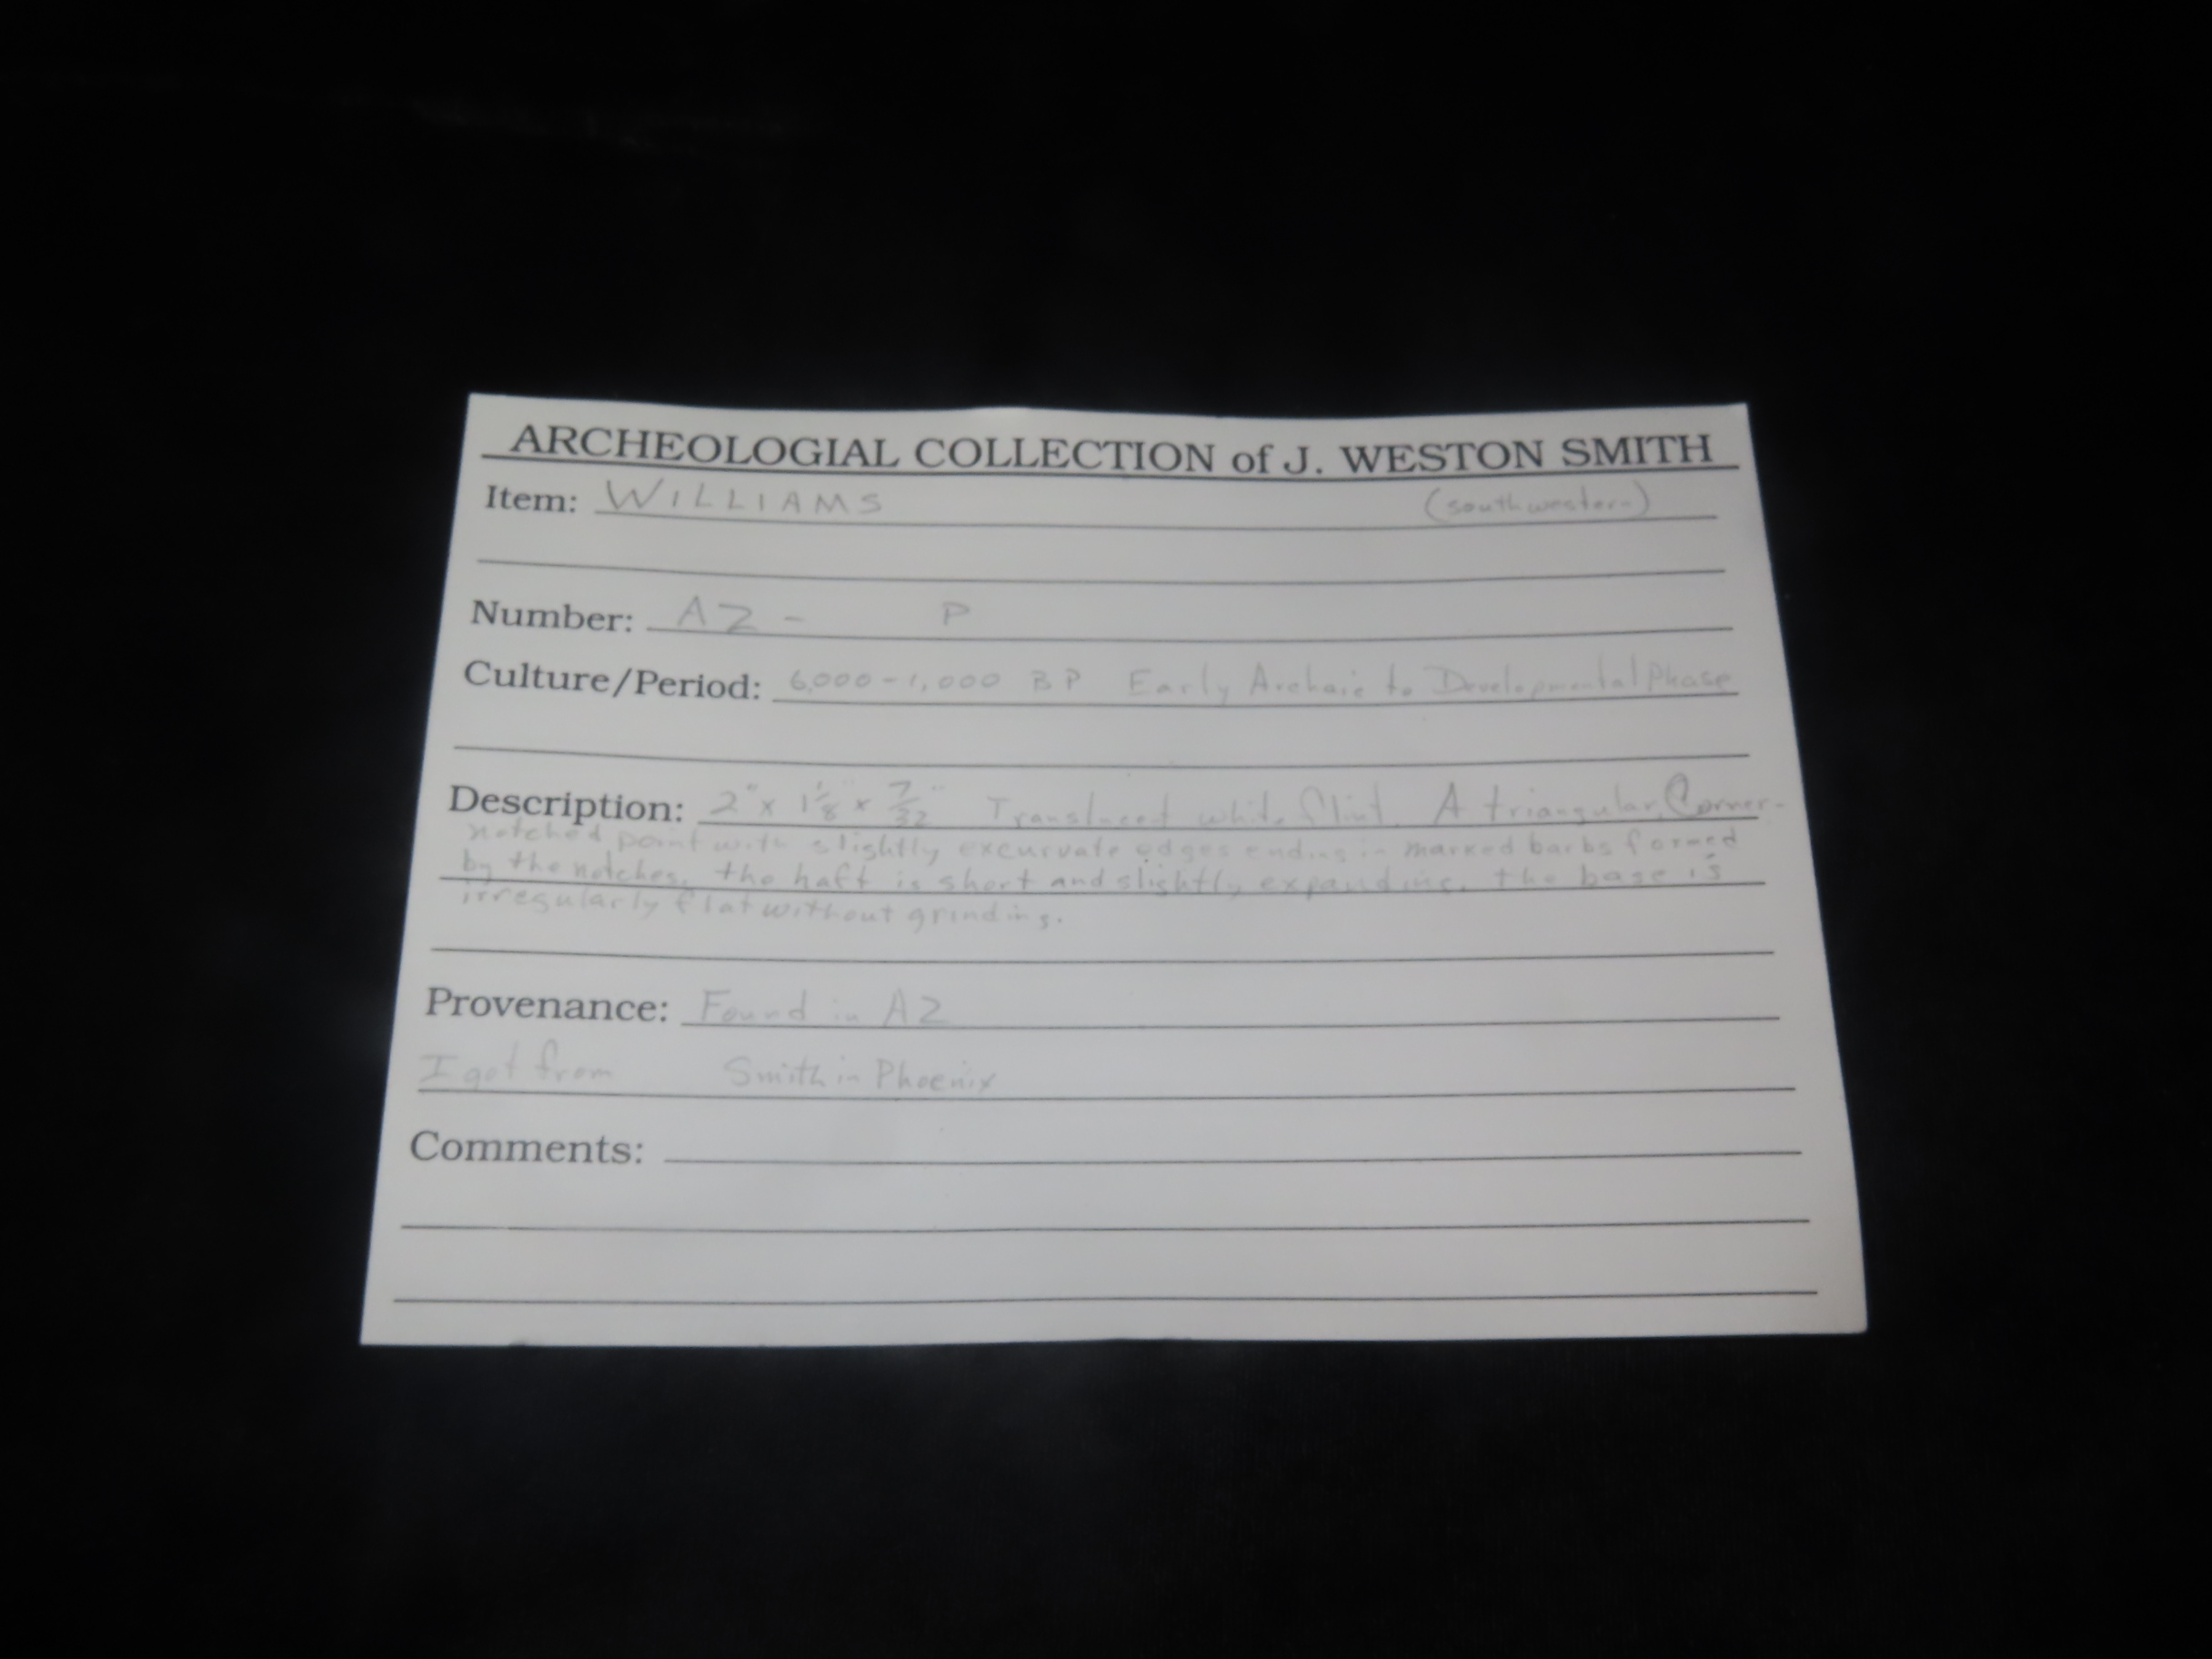 ARCHEOLOGIAL COLLECTION of J. WESTON SMITH
Item: WILLIAMS (southwestern)
Number: AZ - P
Culture/Period: 6,000-1,000 BP Early Archaic to Developmental Phase
Description: 2" x 1 1/8" x 7/32" Translucent white flint. A triangular, Corner-
notched point with slightly excurvate edges ending in marked barbs formed
by the notches. the haft is short and slightly expanding. the base is
irregularly flat without grinding.
Provenance: Found in AZ
I got from Smith in Phoenix
Comments: